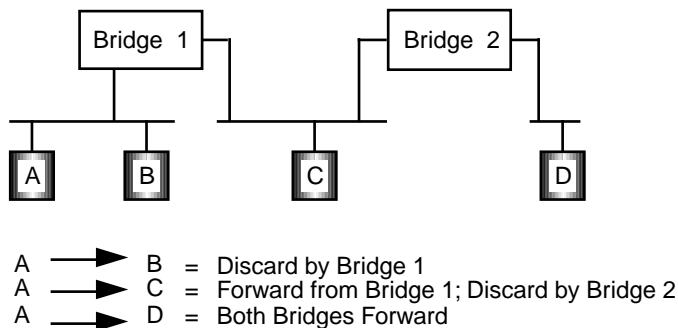 Bridge 1
Bridge 2
A
B
C
D
A B = Discard by Bridge 1
A C = Forward from Bridge 1; Discard by Bridge 2
A D = Both Bridges Forward